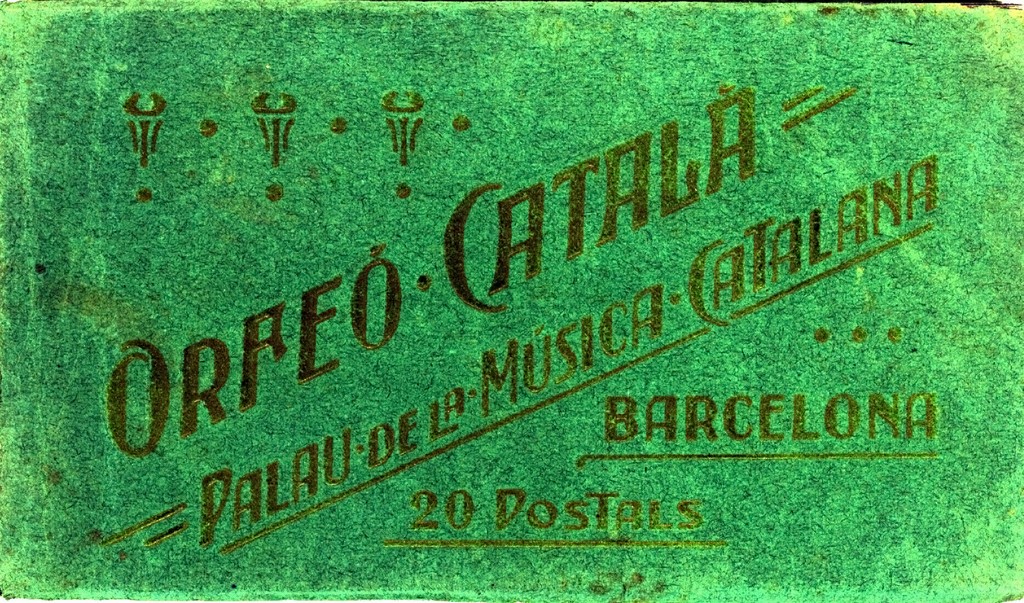 ORFEÓ · CATALÀ
PALAU · DE LA · MÚSICA · CATALANA
BARCELONA
20 POSTALS